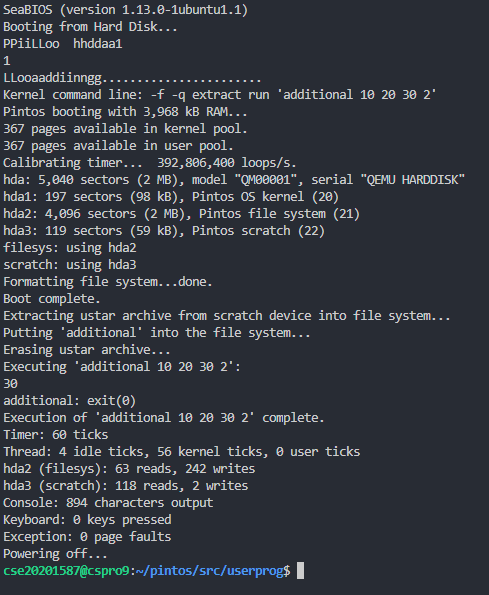 SeaBIOS (version 1.13.0-1ubuntu1.1)
Booting from Hard Disk...
PPiiLLoo  hhddaa1
1
LLooaaddiinngg......................
Kernel command line: -f -q extract run 'additional 10 20 30 2'
Pintos booting with 3,968 kB RAM...
367 pages available in kernel pool.
367 pages available in user pool.
Calibrating timer...  392,806,400 loops/s.
hda: 5,040 sectors (2 MB), model "QM00001", serial "QEMU HARDDISK"
hda1: 197 sectors (98 kB), Pintos OS kernel (20)
hda2: 4,096 sectors (2 MB), Pintos file system (21)
hda3: 119 sectors (59 kB), Pintos scratch (22)
filesys: using hda2
scratch: using hda3
Formatting file system...done.
Boot complete.
Extracting ustar archive from scratch device into file system...
Putting 'additional' into the file system...
Erasing ustar archive...
Executing 'additional 10 20 30 2':
30
additional: exit(0)
Execution of 'additional 10 20 30 2' complete.
Timer: 60 ticks
Thread: 4 idle ticks, 56 kernel ticks, 0 user ticks
hda2 (filesys): 63 reads, 242 writes
hda3 (scratch): 118 reads, 2 writes
Console: 894 characters output
Keyboard: 0 keys pressed
Exception: 0 page faults
Powering off...
cse20201587@cspro9:~/pintos/src/userprog$